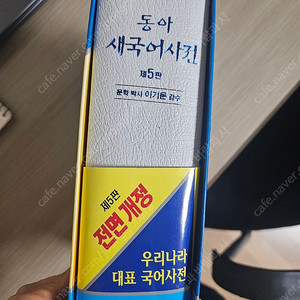 동아
새국어사전
제5판
문학 박사 이기문 감수
제5판
전면 개정
우리나라
대표 국어사전